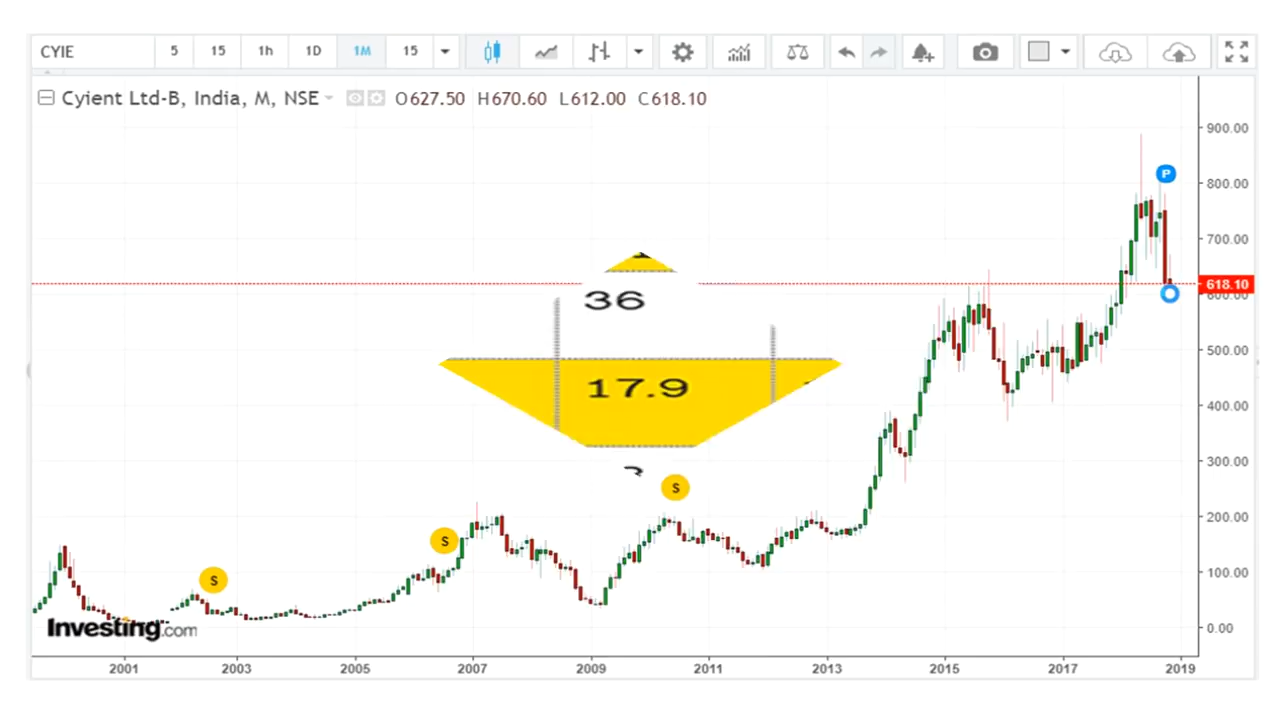 CYIE 5 15 1h 1D 1M 15
Cyient Ltd-B, India, M, NSE O627.50 H670.60 L612.00 C618.10
900.00
P
800.00
700.00
618.10
600.00
36
500.00
17.9
400.00
300.00
S
200.00
S
100.00
S
Investing.com
0.00
2001 2003 2005 2007 2009 2011 2013 2015 2017 2019